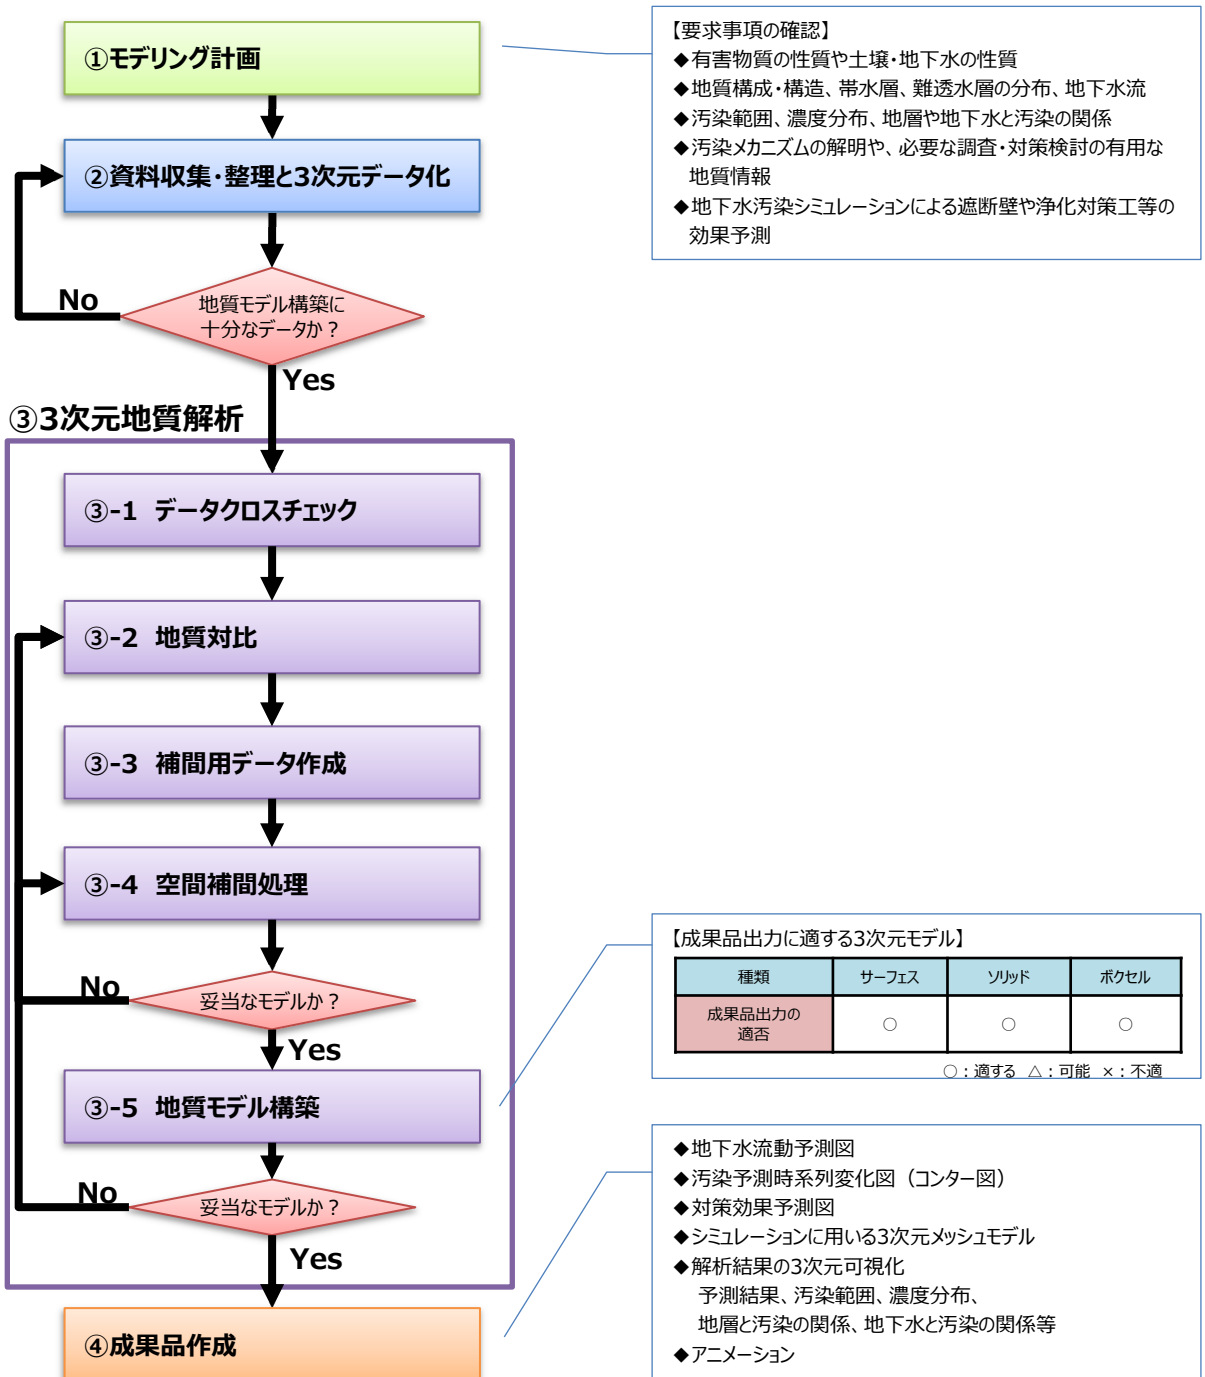 ①モデリング計画
【要求事項の確認】
◆有害物質の性質や土壌・地下水の性質
◆地質構成・構造、帯水層、難透水層の分布、地下水流
◆汚染範囲、濃度分布、地層や地下水と汚染の関係
◆汚染メカニズムの解明や、必要な調査・対策検討の有用な
地質情報
◆地下水汚染シミュレーションによる遮断壁や浄化対策工等の
効果予測
②資料収集・整理と3次元データ化
No
地質モデル構築に
十分なデータか？
Yes
③3次元地質解析
③-1 データクロスチェック
③-2 地質対比
③-3 補間用データ作成
③-4 空間補間処理
No
妥当なモデルか？
Yes
【成果品出力に適する3次元モデル】
種類 サーフェス ソリッド ボクセル
成果品出力の
適否 ○ ○ ○
○：適する △：可能 ×：不適
③-5 地質モデル構築
No
妥当なモデルか？
Yes
④成果品作成
◆地下水流動予測図
◆汚染予測時系列変化図（コンター図）
◆対策効果予測図
◆シミュレーションに用いる3次元メッシュモデル
◆解析結果の3次元可視化
予測結果、汚染範囲、濃度分布、
地層と汚染の関係、地下水と汚染の関係等
◆アニメーション